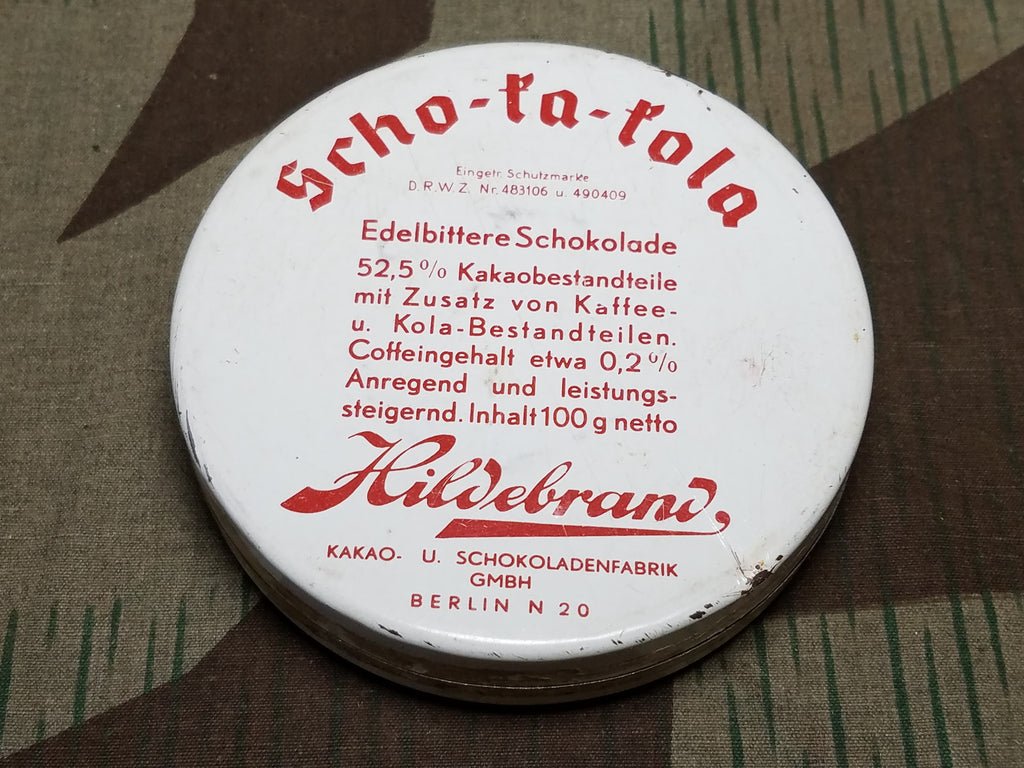 Scho-ka-kola
Eingetr. Schutzmarke
D.R.W.Z. Nr. 483106 u. 490409
Edelbittere Schokolade
52,5% Kakaobestandteile
mit Zusatz von Kaffee-
u. Kola-Bestandteilen.
Coffeingehalt etwa 0,2%
Anregend und leistungs-
steigernd. Inhalt 100 g netto
Hildebrand,
KAKAO- U. SCHOKOLADENFABRIK
GMBH
BERLIN N 20